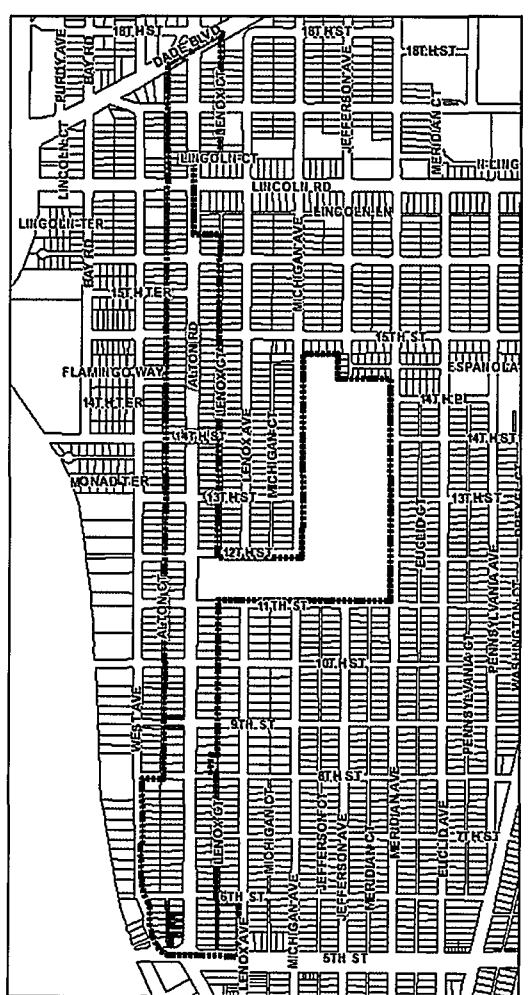 18TH ST
18TH ST
18TH ST
DADE BLVD
PURDY AVE
BAY RD
LENOX CT
JEFFERSON AVE
MERIDIAN CT
LINCOLN CT
LINCOLN CT
N LINC
LINCOLN RD
LINCOLN LN
LINCOLN TER
BAY RD
MICHIGAN AVE
15TH TER
15TH ST
ALTON RD
FLAMINGO WAY
ESPANOLA
LENOX CT
14TH TER
14TH PL
14TH ST
14TH ST
LENOX AVE
MICHIGAN CT
MONAD TER
13TH ST
13TH ST
DREXEL CT
EUCLID CT
12TH ST
PENNSYLVANIA AVE
WASHINGTON CT
ALTON CT
11TH ST
10TH ST
PENNSYLVANIA CT
WEST AVE
9TH ST
8TH ST
MERIDIAN AVE
LENOX CT
MICHIGAN CT
JEFFERSON CT
JEFFERSON AVE
MERIDIAN CT
EUCLID AVE
7TH ST
6TH ST
LENOX AVE
MICHIGAN AVE
5TH ST